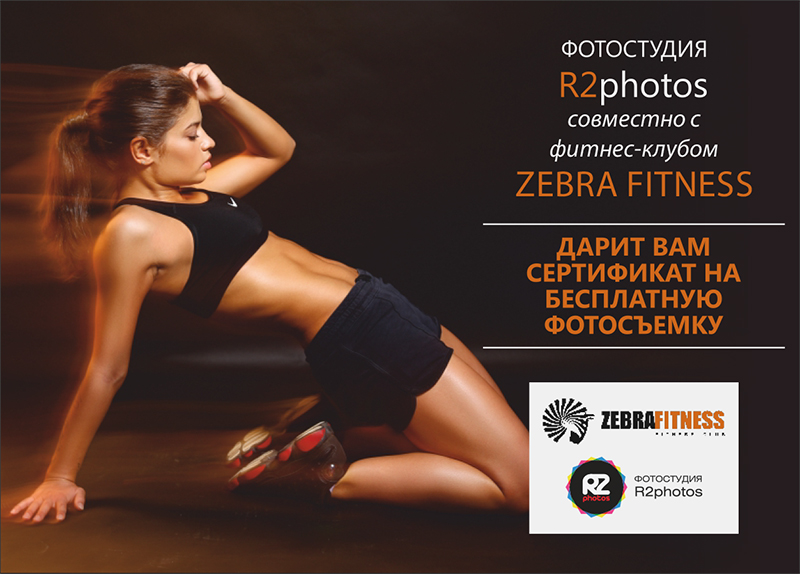 ФОТОСТУДИЯ
R2photos
совместно с
фитнес-клубом
ZEBRA FITNESS
ДАРИТ ВАМ
СЕРТИФИКАТ НА
БЕСПЛАТНУЮ
ФОТОСЪЕМКУ
ZEBRAFITNESS
R2
photos
ФОТОСТУДИЯ
R2photos